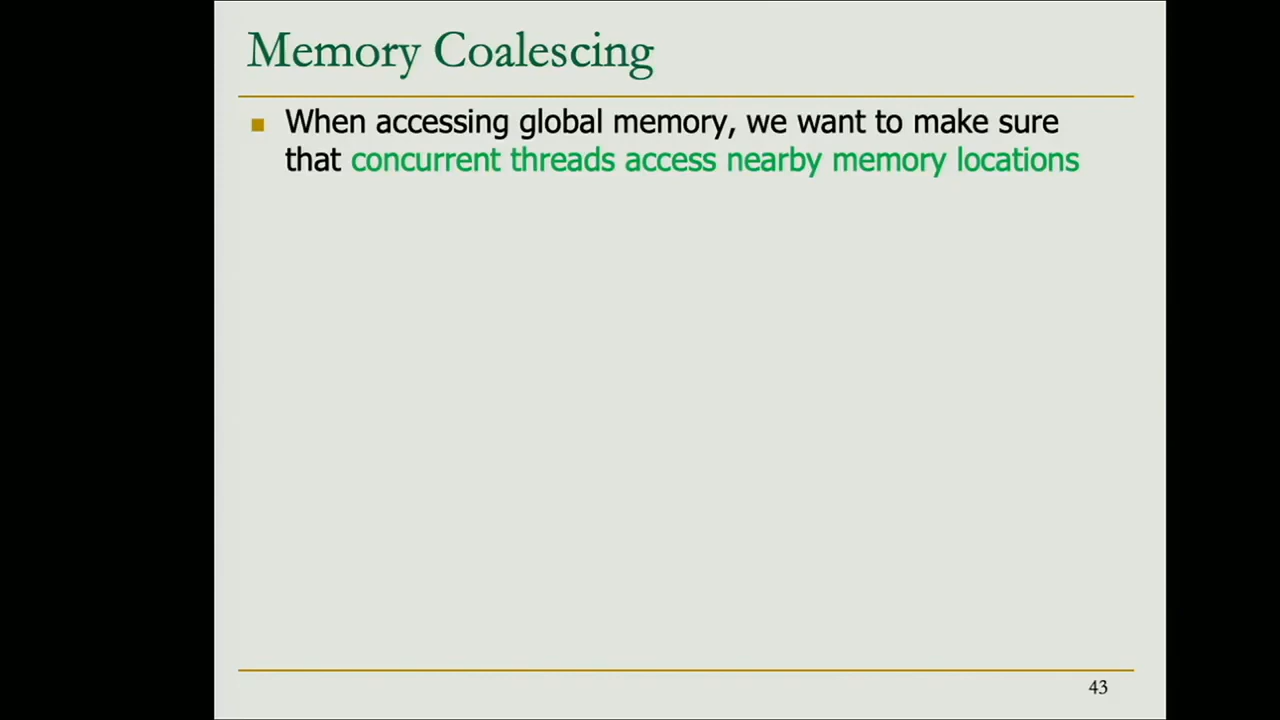 Memory Coalescing
When accessing global memory, we want to make sure
that concurrent threads access nearby memory locations
43